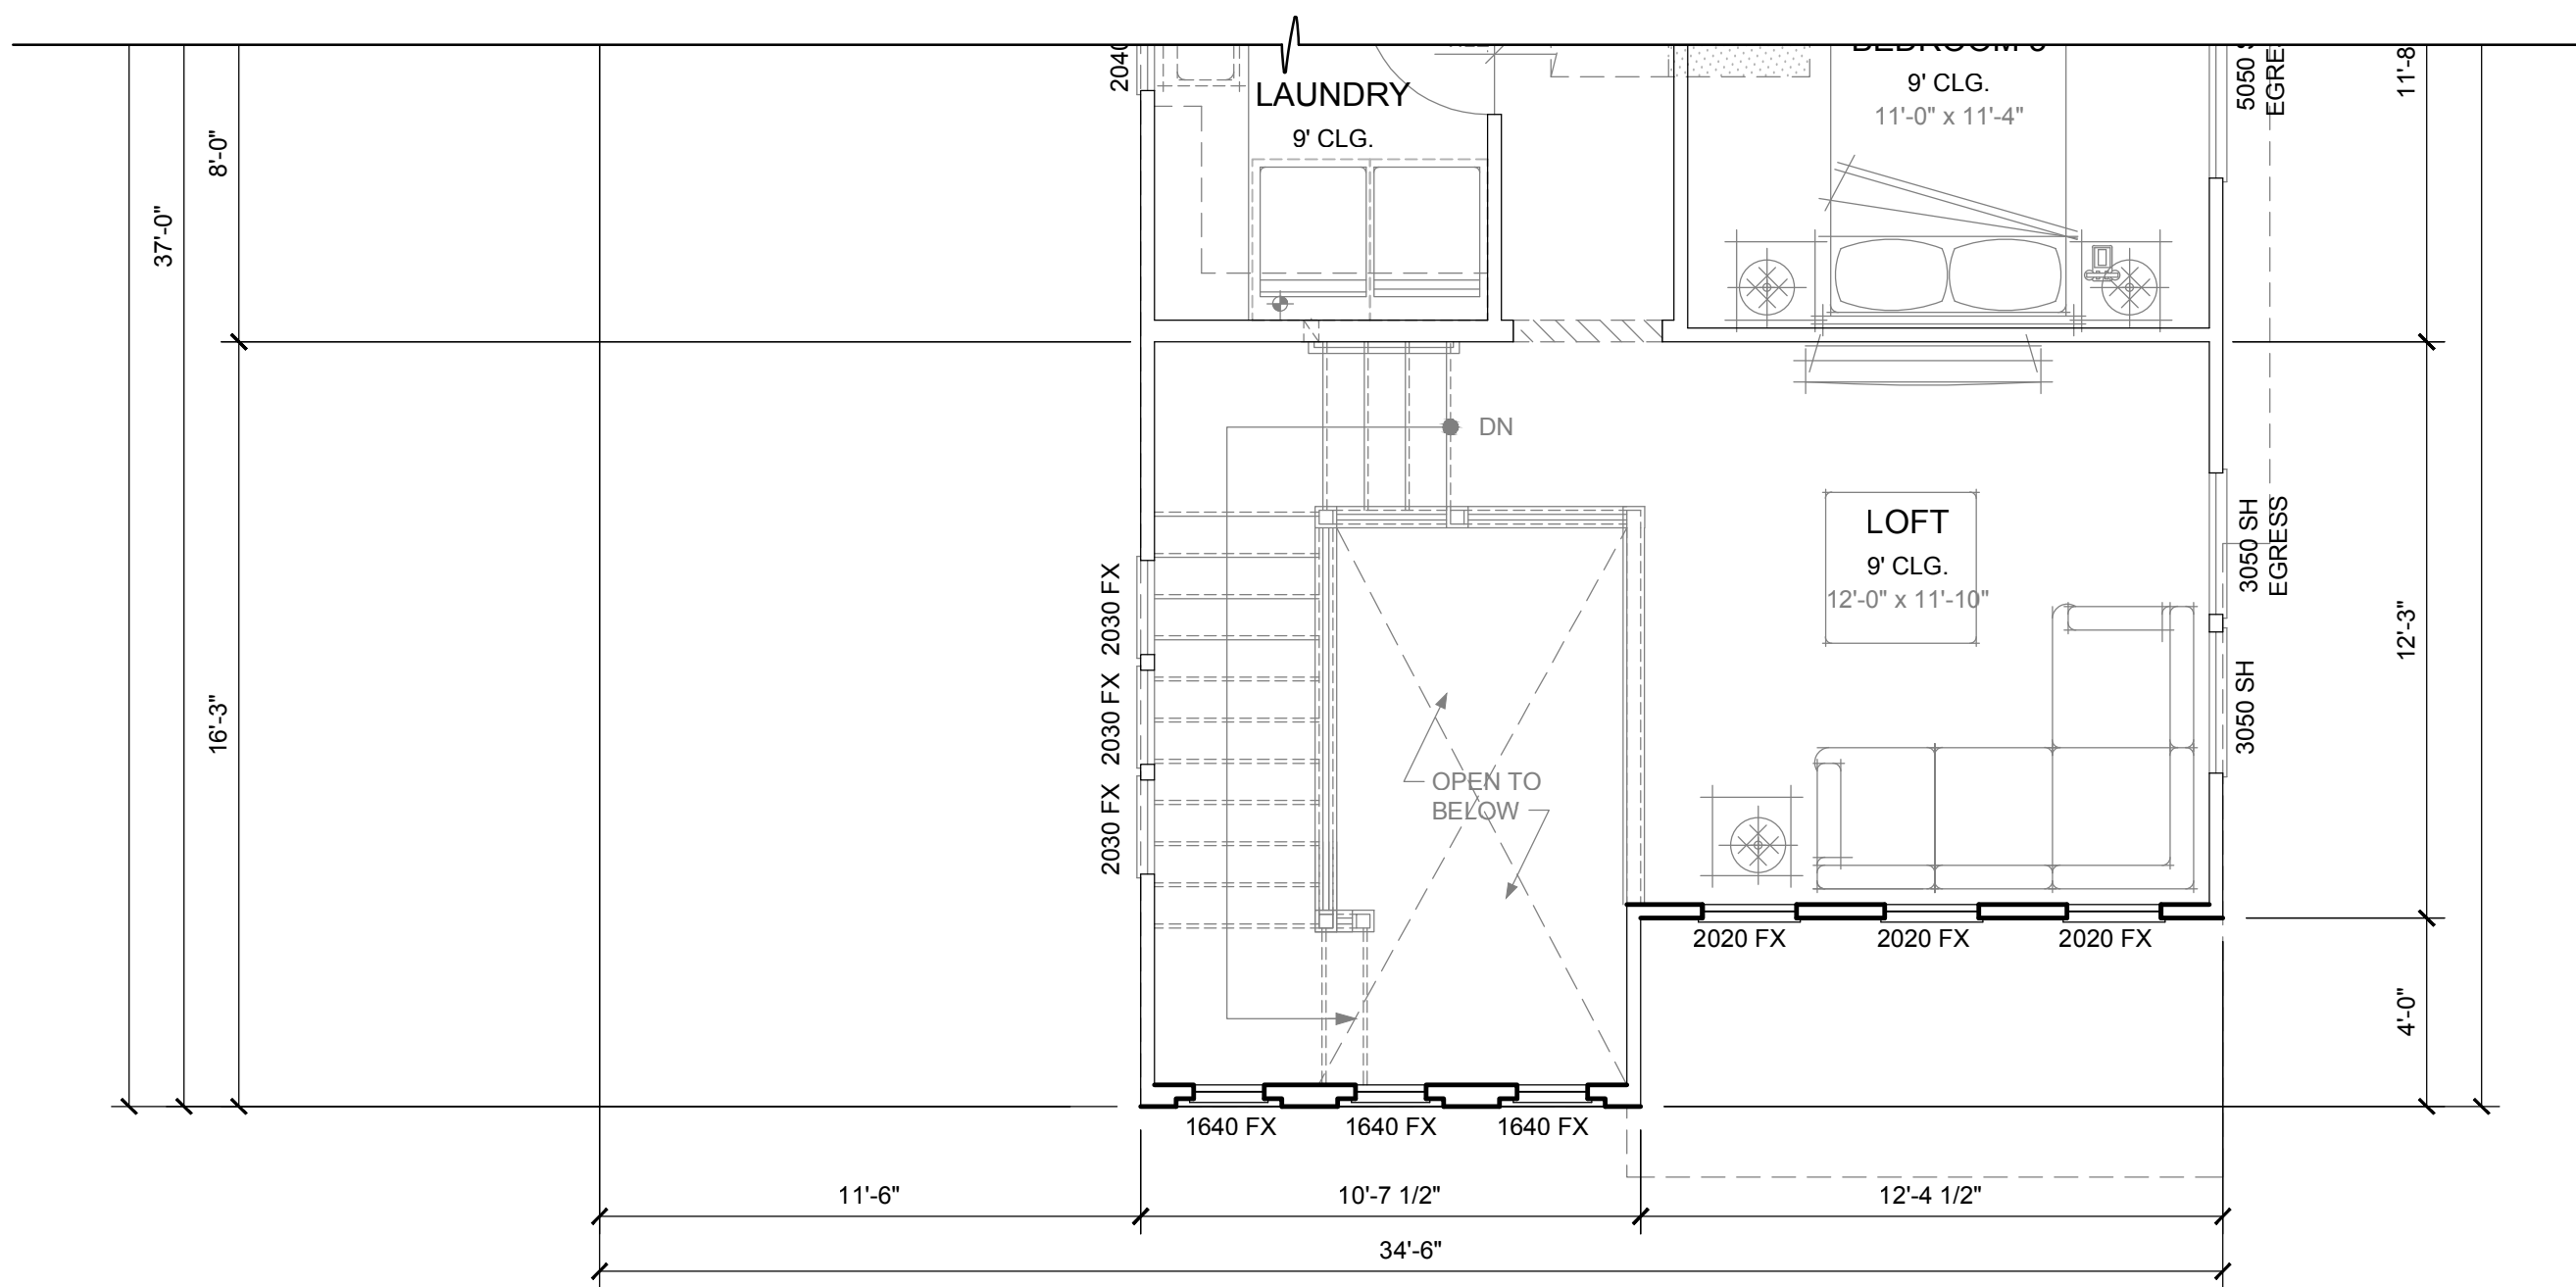 2040
LAUNDRY
9' CLG.
BEDROOM
9' CLG.
11'-0" x 11'-4"
5050
EGRESS
11'-8
8'-0"
37'-0"
DN
LOFT
9' CLG.
12'-0" x 11'-10"
3050 SH
EGRESS
3050 SH
12'-3"
2030 FX
2030 FX
2030 FX
16'-3"
OPEN TO
BELOW
2020 FX
2020 FX
2020 FX
4'-0"
1640 FX
1640 FX
1640 FX
11'-6"
10'-7 1/2"
12'-4 1/2"
34'-6"